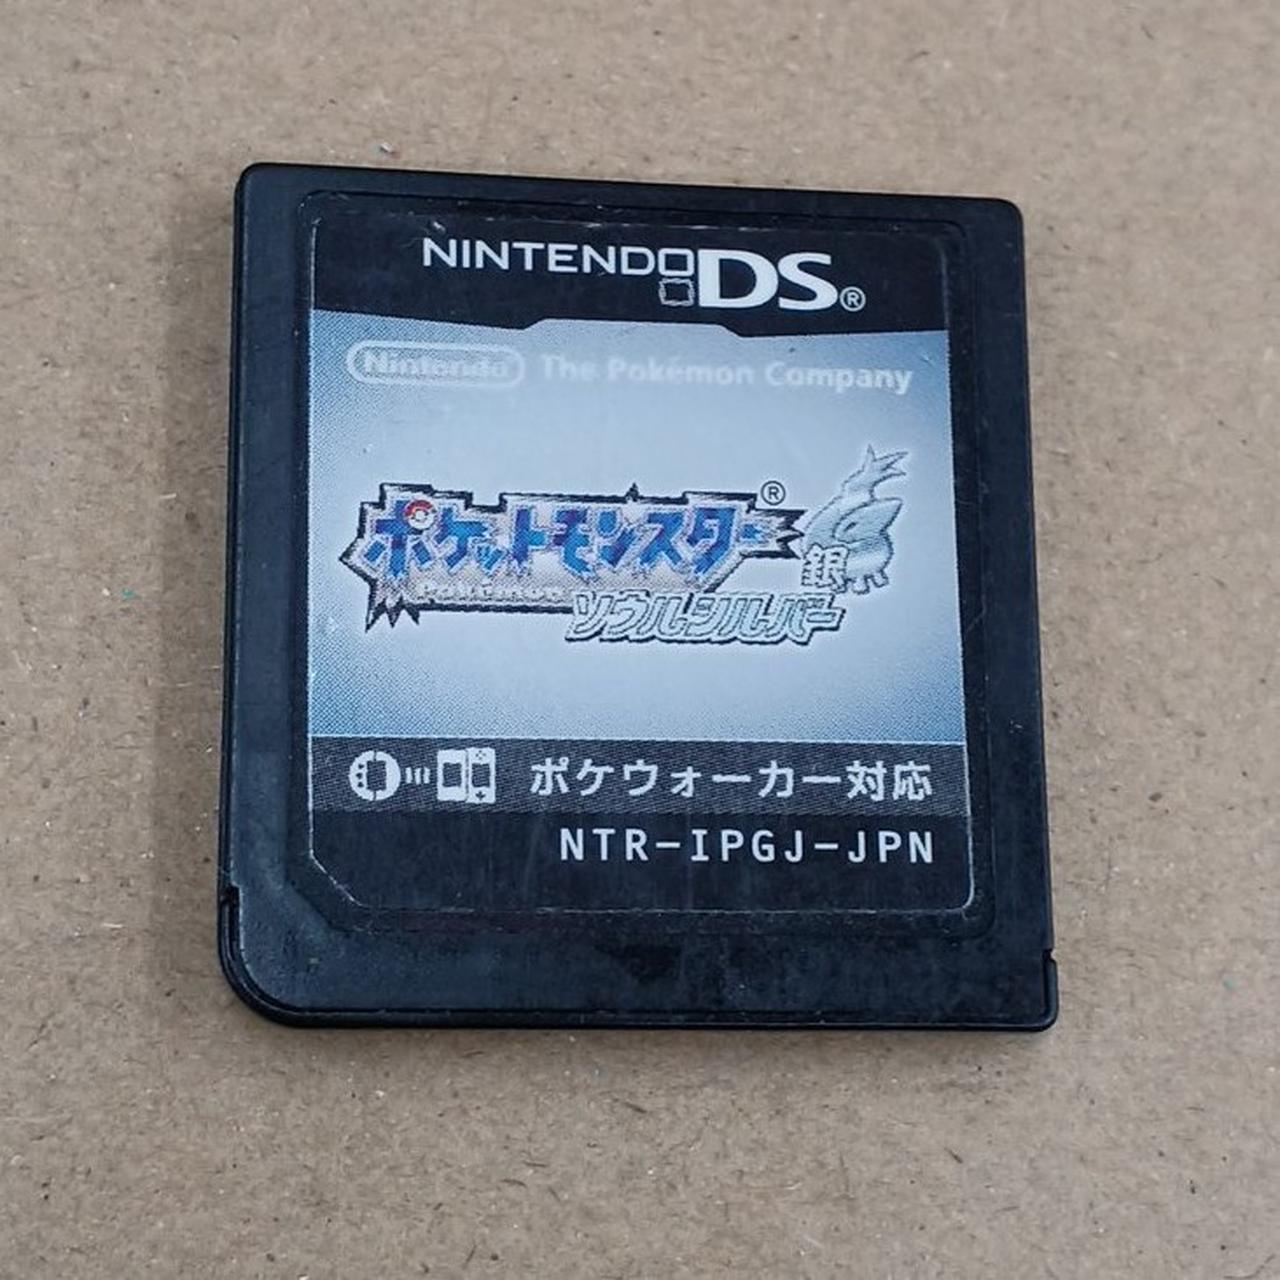 NINTENDO DS®
Nintendo The Pokémon Company
ポケットモンスター®
銀
ソウルシルバー
ポケウォーカー対応
NTR-IPGJ-JPN